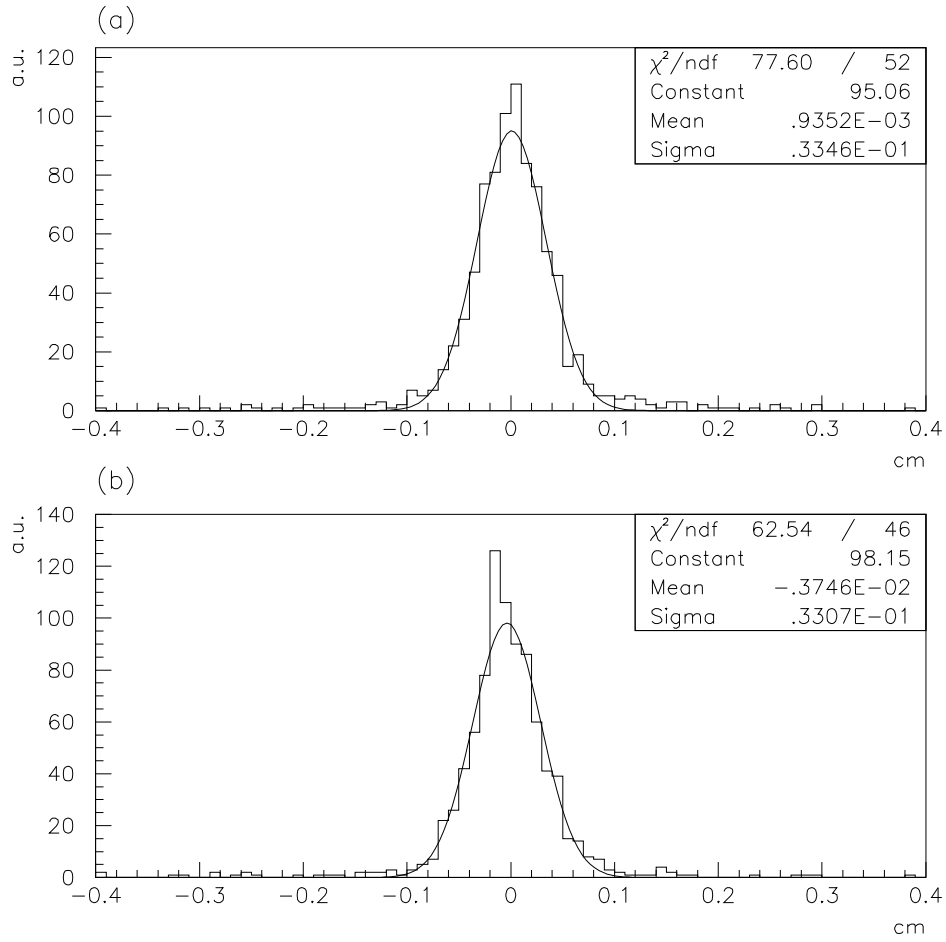 (a)
a.u.
120
100
80
60
40
20
0
χ²/ndf 77.60 / 52
Constant 95.06
Mean .9352E−03
Sigma .3346E−01
−0.4 −0.3 −0.2 −0.1 0 0.1 0.2 0.3 0.4
cm
(b)
a.u.
140
120
100
80
60
40
20
0
χ²/ndf 62.54 / 46
Constant 98.15
Mean −.3746E−02
Sigma .3307E−01
−0.4 −0.3 −0.2 −0.1 0 0.1 0.2 0.3 0.4
cm